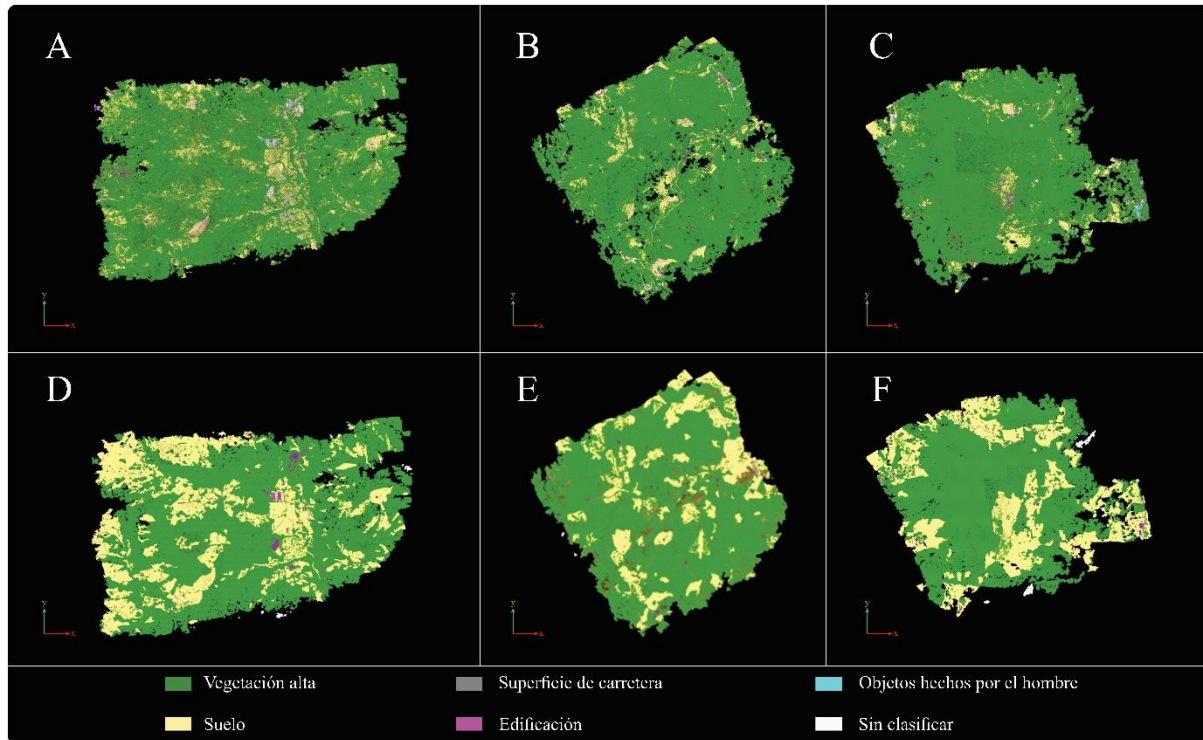 A
B
C
y
x
y
x
y
x
D
E
F
y
x
y
x
y
x
Vegetación alta
Superficie de carretera
Objetos hechos por el hombre
Suelo
Edificación
Sin clasificar